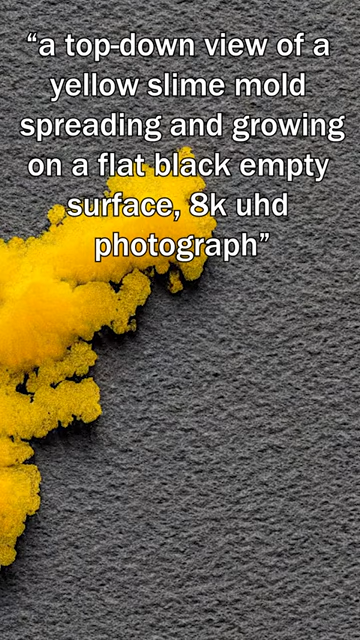 “a top-down view of a
yellow slime mold
spreading and growing
on a flat black empty
surface, 8k uhd
photograph”